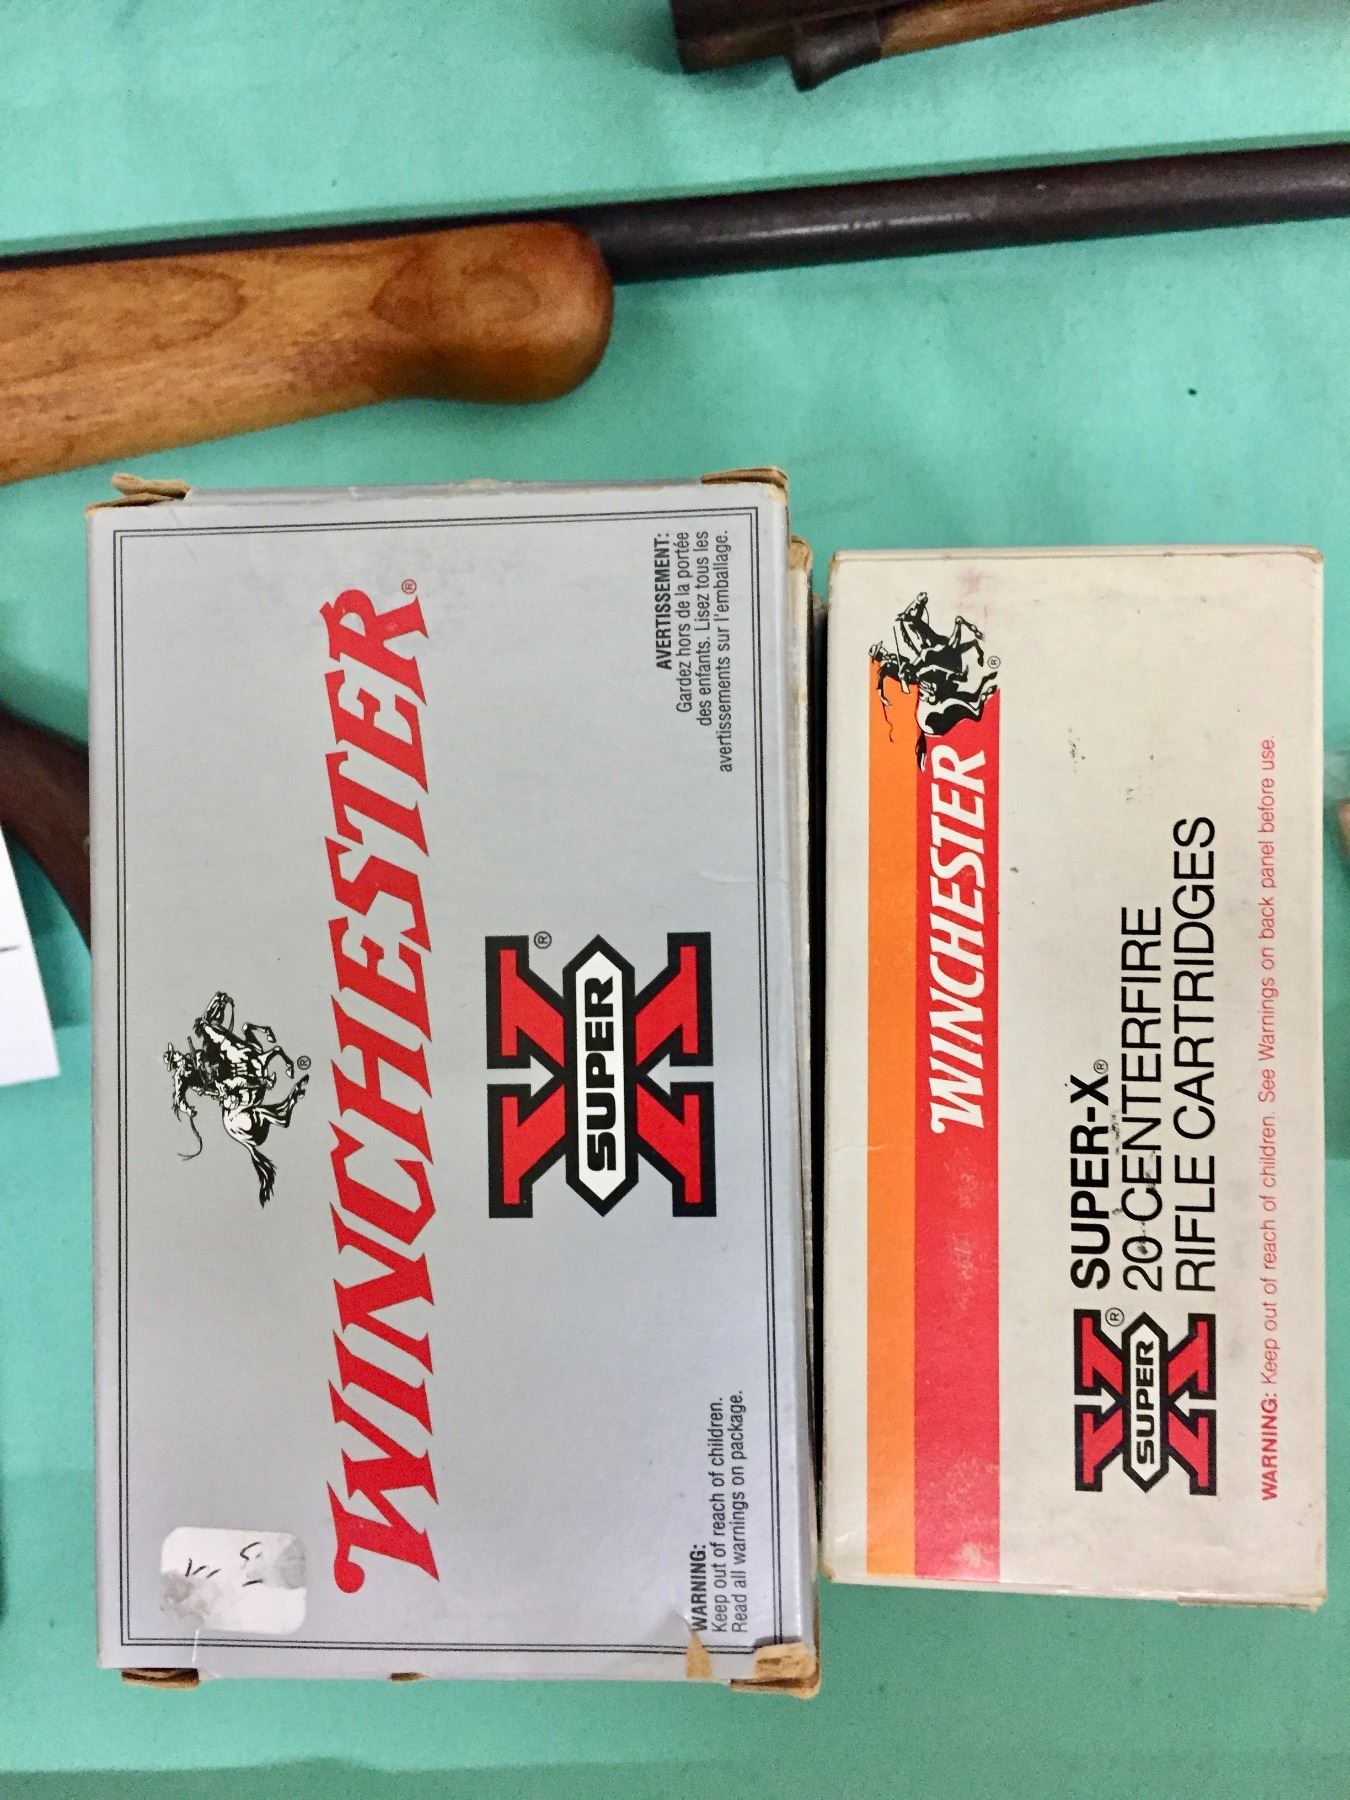 WINCHESTER®
®
SUPER X®
WARNING:
Keep out of reach of children.
Read all warnings on package.
AVERTISSEMENT:
Gardez hors de la portée
des enfants. Lisez tous les
avertissements sur l'emballage.
WINCHESTER
®
SUPER X®
SUPER-X®
20 CENTERFIRE
RIFLE CARTRIDGES
WARNING: Keep out of reach of children. See Warnings on back panel before use.